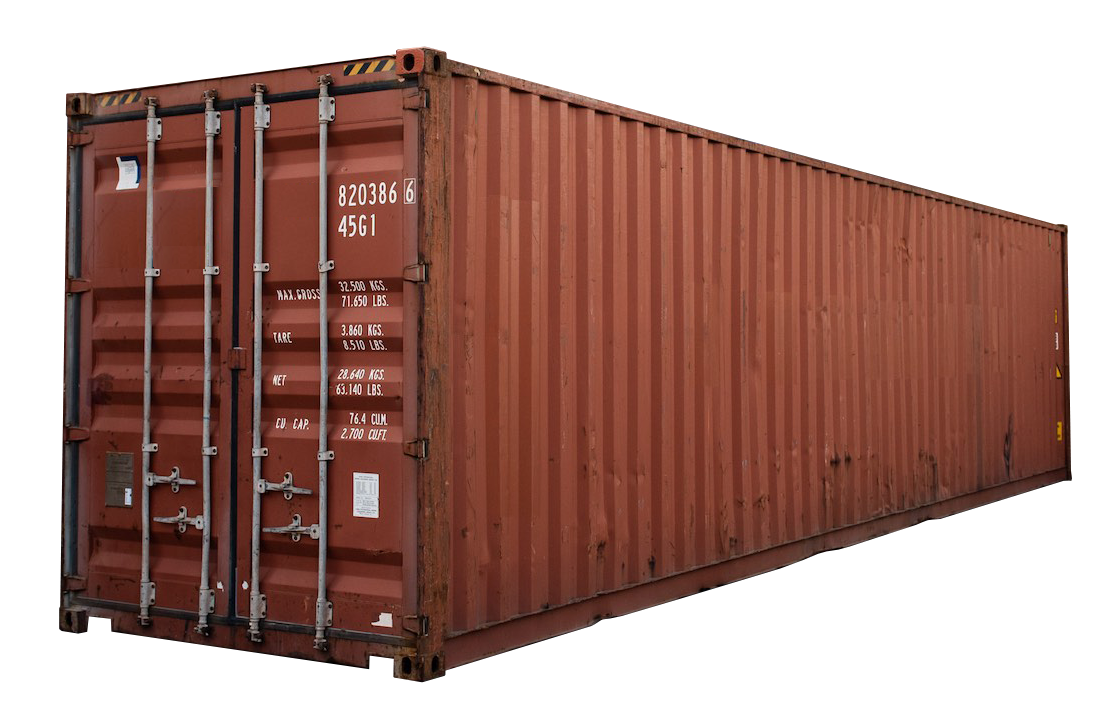 820386 6
45G1
MAX.GROSS 32.500 KGS.
71.650 LBS.
TARE 3.860 KGS.
8.510 LBS.
NET 28.640 KGS.
63.140 LBS.
CU. CAP. 76.4 CU.M.
2.700 CU.FT.